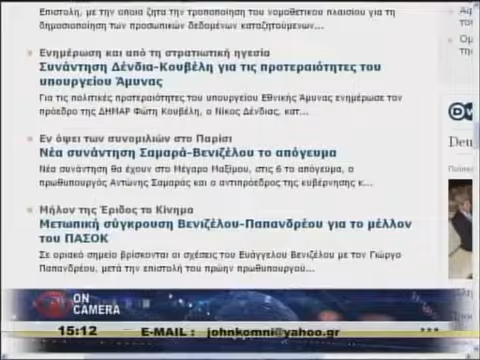 Επιστολή, με την οποία ζητά την τροποποίηση του νομοθετικού πλαισίου για τη
δημοσιοποίηση των προσωπικών δεδομένων καταζητούμενων...
Ενημέρωση και από τη στρατιωτική ηγεσία
Συνάντηση Δένδια-Κουβέλη για τις προτεραιότητες του
υπουργείου Άμυνας
Για τις πολιτικές προτεραιότητες του υπουργείου Εθνικής Άμυνας ενημέρωσε τον
πρόεδρο της ΔΗΜΑΡ Φώτη Κουβέλη, ο Νίκος Δένδιας, κατ...
Εν όψει των συνομιλιών στο Παρίσι
Νέα συνάντηση Σαμαρά-Βενιζέλου το απόγευμα
Νέα συνάντηση θα έχουν στο Μέγαρο Μαξίμου, στις 6 το απόγευμα, ο
πρωθυπουργός Αντώνης Σαμαράς και ο αντιπρόεδρος της κυβέρνησης κ...
Μήλον της Έριδος το Κίνημα
Μετωπική σύγκρουση Βενιζέλου-Παπανδρέου για το μέλλον
του ΠΑΣΟΚ
Σε οριακό σημείο βρίσκονται οι σχέσεις του Ευάγγελου Βενιζέλου με τον Γιώργο
Παπανδρέου, μετά την επιστολή του πρώην πρωθυπουργού...
Deu
ON
CAMERA
15:12 E-MAIL : johnkomni@yahoo.gr ...